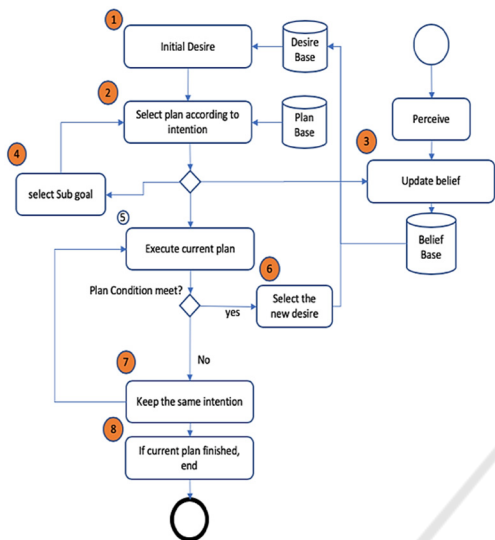 1
Initial Desire
Desire
Base
2
Select plan according to
intention
Plan
Base
Perceive
3
Update belief
4
select Sub goal
Belief
Base
5
Execute current plan
6
Plan Condition meet?
yes
Select the
new desire
No
7
Keep the same intention
8
If current plan finished,
end